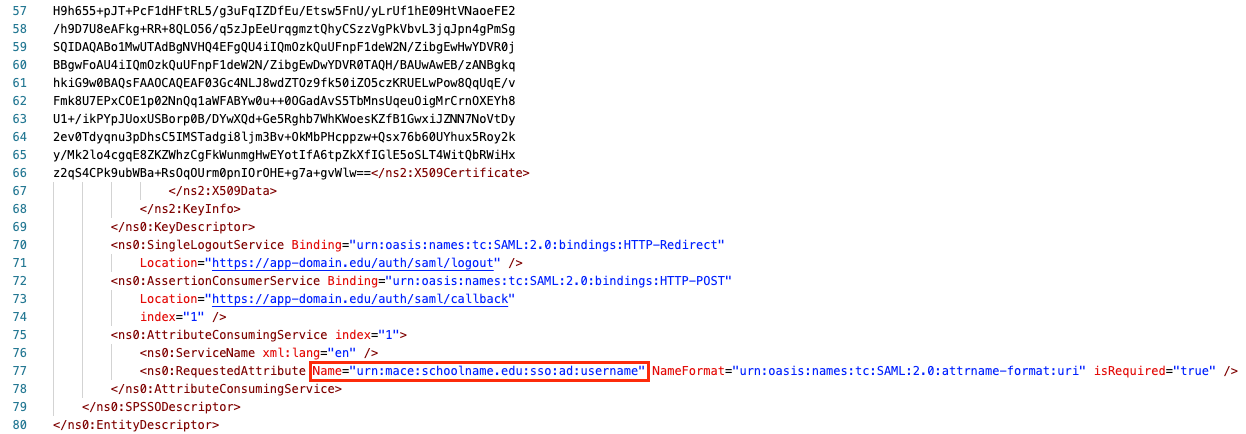 57 H9h655+pJT+PcF1dHFtRL5/g3uFqIZDfEu/Etsw5FnU/yLrUf1hE09HtVNaoeFE2
58 /h9D7U8eAFkg+RR+8QLO56/q5zJpEeUrqgmztQhyCSzzVgPkVbvL3jqJpn4gPmSg
59 SQIDAQABo1MwUTAdBgNVHQ4EFgQU4iIQmOzkQuUFnpF1deW2N/ZibgEwHwYDVR0j
60 BBgwFoAU4iIQmOzkQuUFnpF1deW2N/ZibgEwDwYDVR0TAQH/BAUwAwEB/zANBgkq
61 hkiG9w0BAQsFAAOCAQEAF03Gc4NLJ8wdZTOz9fk50iZO5czKRUELwPow8QqUqE/v
62 Fmk8U7EPxCOE1p02NnQq1aWFABYw0u++0OGadAvS5TbMnsUqeuOigMrCrnOXEYh8
63 U1+/ikPYpJUoxUSBorp0B/DYwXQd+Ge5Rghb7WhKWoesKZfB1GwxiJZNN7NoVtDy
64 2ev0Tdyqnu3pDhsC5IMSTadgi8ljm3Bv+OkMbPHcppzw+Qsx76b60UYhux5Roy2k
65 y/Mk2lo4cgqE8ZKZWhzCgFkWunmgHwEYotIfA6tpZkXfIGlE5oSLT4WitQbRWiHx
66 z2qS4CPk9ubWBa+RsOqOUrm0pnIOrOHE+g7a+gvWlw==</ns2:X509Certificate>
67 </ns2:X509Data>
68 </ns2:KeyInfo>
69 </ns0:KeyDescriptor>
70 <ns0:SingleLogoutService Binding="urn:oasis:names:tc:SAML:2.0:bindings:HTTP-Redirect"
71 Location="https://app-domain.edu/auth/saml/logout" />
72 <ns0:AssertionConsumerService Binding="urn:oasis:names:tc:SAML:2.0:bindings:HTTP-POST"
73 Location="https://app-domain.edu/auth/saml/callback"
74 index="1" />
75 <ns0:AttributeConsumingService index="1">
76 <ns0:ServiceName xml:lang="en" />
77 <ns0:RequestedAttribute Name="urn:mace:schoolname.edu:sso:ad:username" NameFormat="urn:oasis:names:tc:SAML:2.0:attrname-format:uri" isRequired="true" />
78 </ns0:AttributeConsumingService>
79 </ns0:SPSSODescriptor>
80 </ns0:EntityDescriptor>